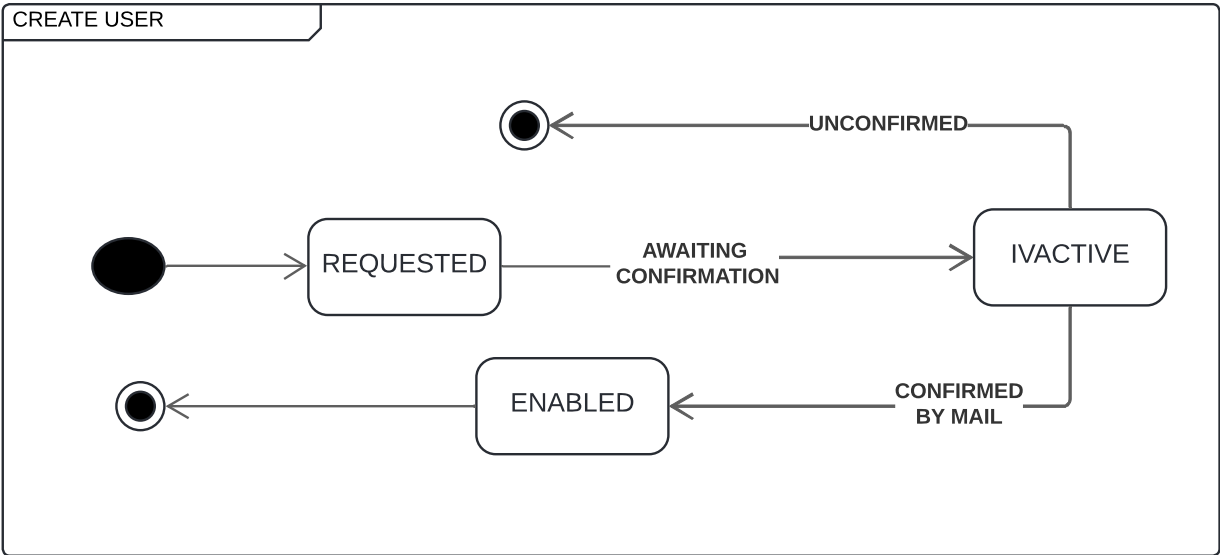 CREATE USER
UNCONFIRMED
REQUESTED
AWAITING
CONFIRMATION
IVACTIVE
ENABLED
CONFIRMED
BY MAIL